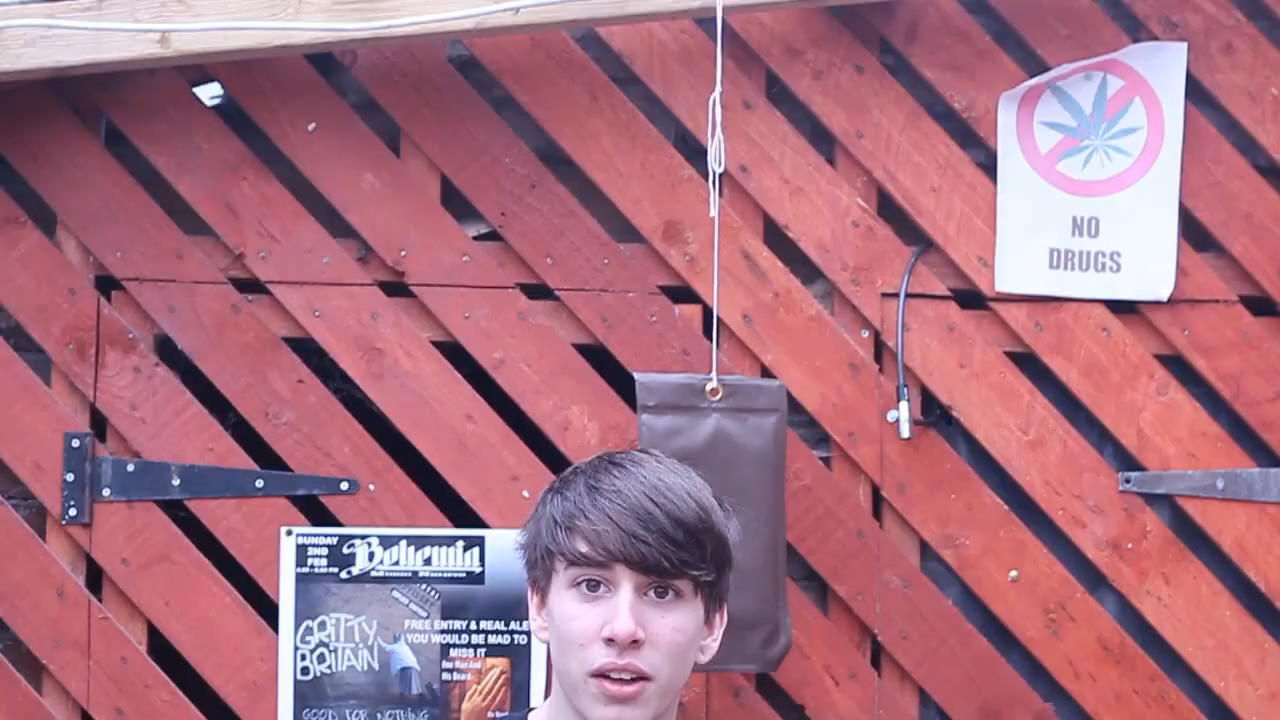 SUNDAY
2ND
FEB
Bohemia
GRITTY
BRITAIN
FREE ENTRY & REAL ALE
YOU WOULD BE MAD TO
MISS IT
One Man And
His Beard
GOOD FOR NOTHING
NO
DRUGS